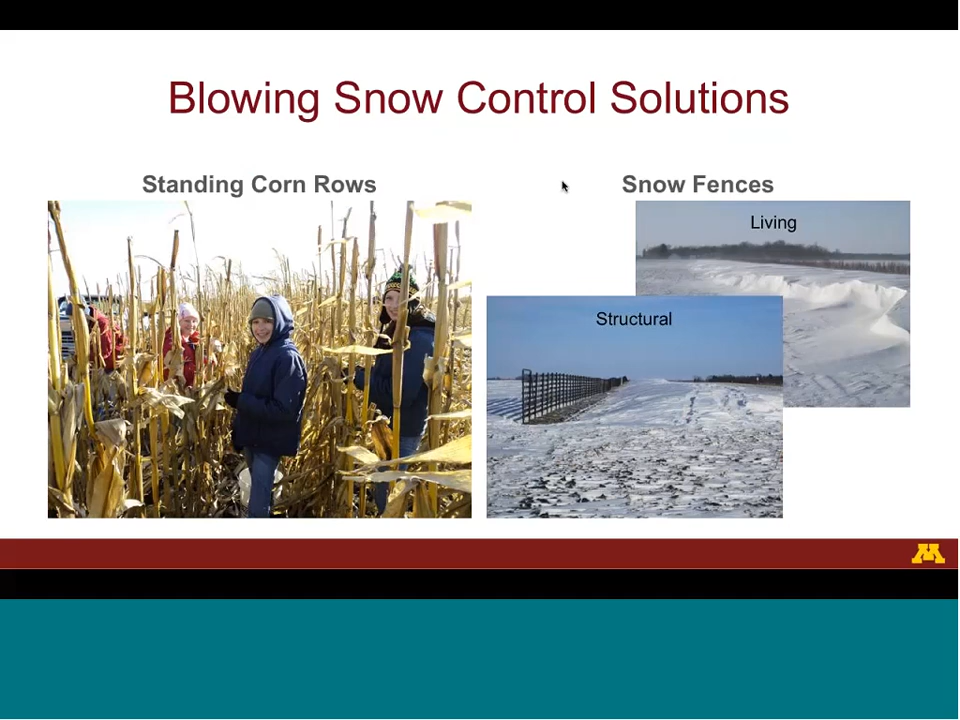 Blowing Snow Control Solutions
Standing Corn Rows
Snow Fences
Living
Structural
M